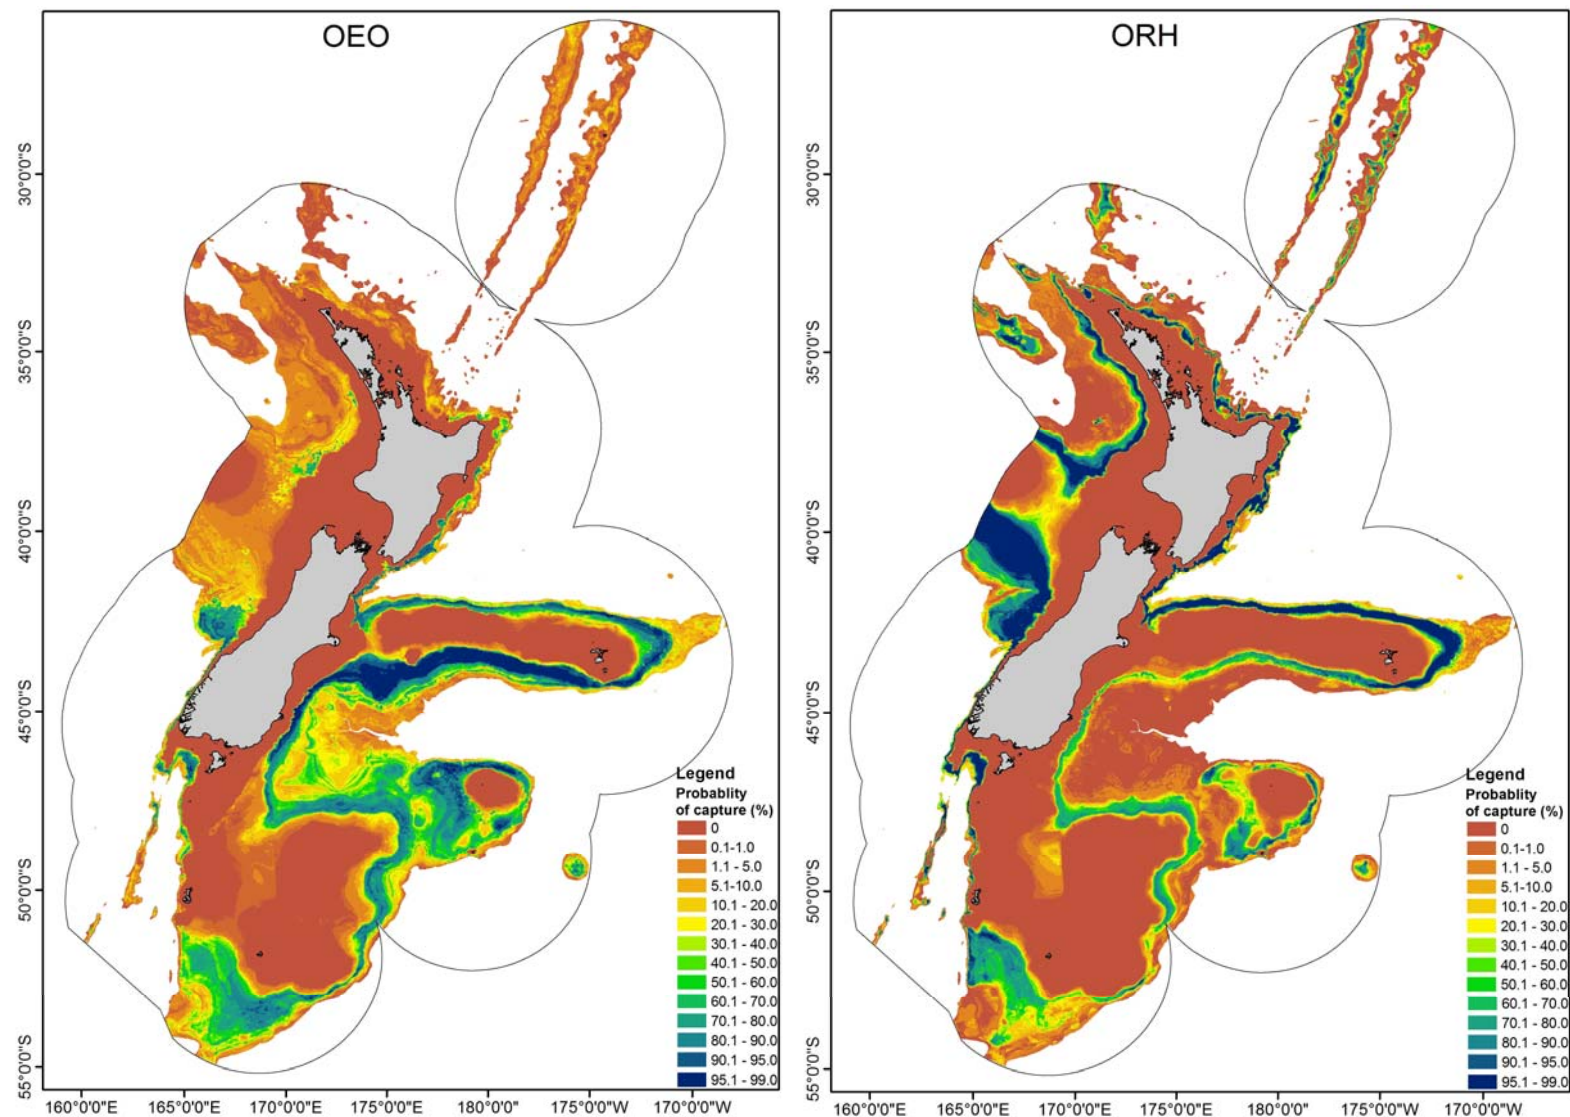 OEO
30°0'0"S
35°0'0"S
40°0'0"S
45°0'0"S
50°0'0"S
55°0'0"S
Legend
Probablity
of capture (%)
0
0.1-1.0
1.1 - 5.0
5.1-10.0
10.1 - 20.0
20.1 - 30.0
30.1 - 40.0
40.1 - 50.0
50.1 - 60.0
60.1 - 70.0
70.1 - 80.0
80.1 - 90.0
90.1 - 95.0
95.1 - 99.0
160°0'0"E 165°0'0"E 170°0'0"E 175°0'0"E 180°0'0" 175°0'0"W 170°0'0"W
ORH
30°0'0"S
35°0'0"S
40°0'0"S
45°0'0"S
50°0'0"S
55°0'0"S
Legend
Probablity
of capture (%)
0
0.1-1.0
1.1 - 5.0
5.1-10.0
10.1 - 20.0
20.1 - 30.0
30.1 - 40.0
40.1 - 50.0
50.1 - 60.0
60.1 - 70.0
70.1 - 80.0
80.1 - 90.0
90.1 - 95.0
95.1 - 99.0
160°0'0"E 165°0'0"E 170°0'0"E 175°0'0"E 180°0'0" 175°0'0"W 170°0'0"W